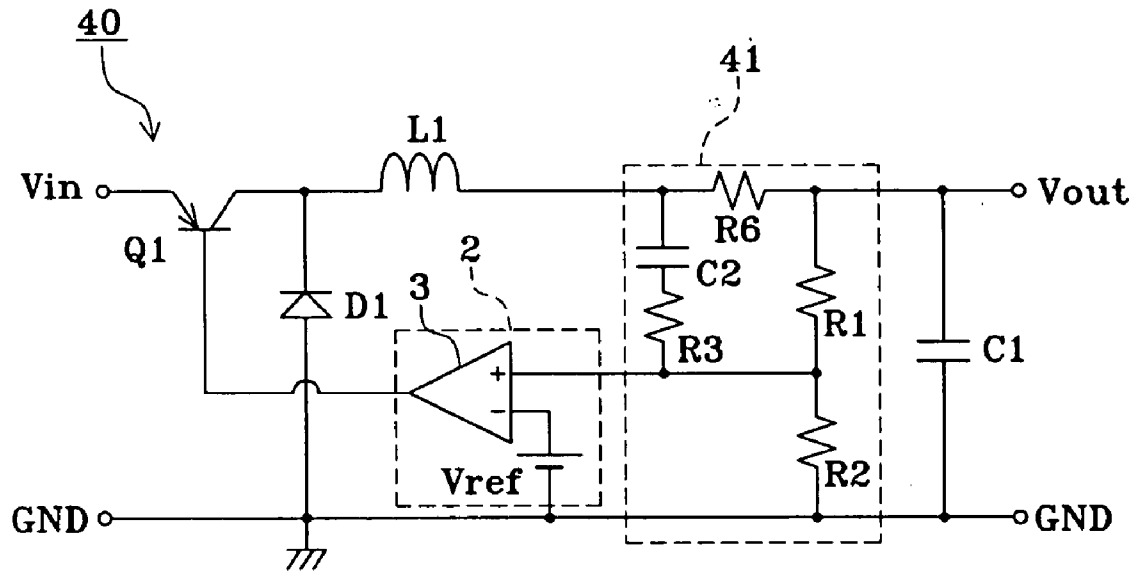 40
41
L1
Vin
Vout
Q1
R6
2
C2
3
D1
R1
R3
C1
+
−
Vref
R2
GND
GND